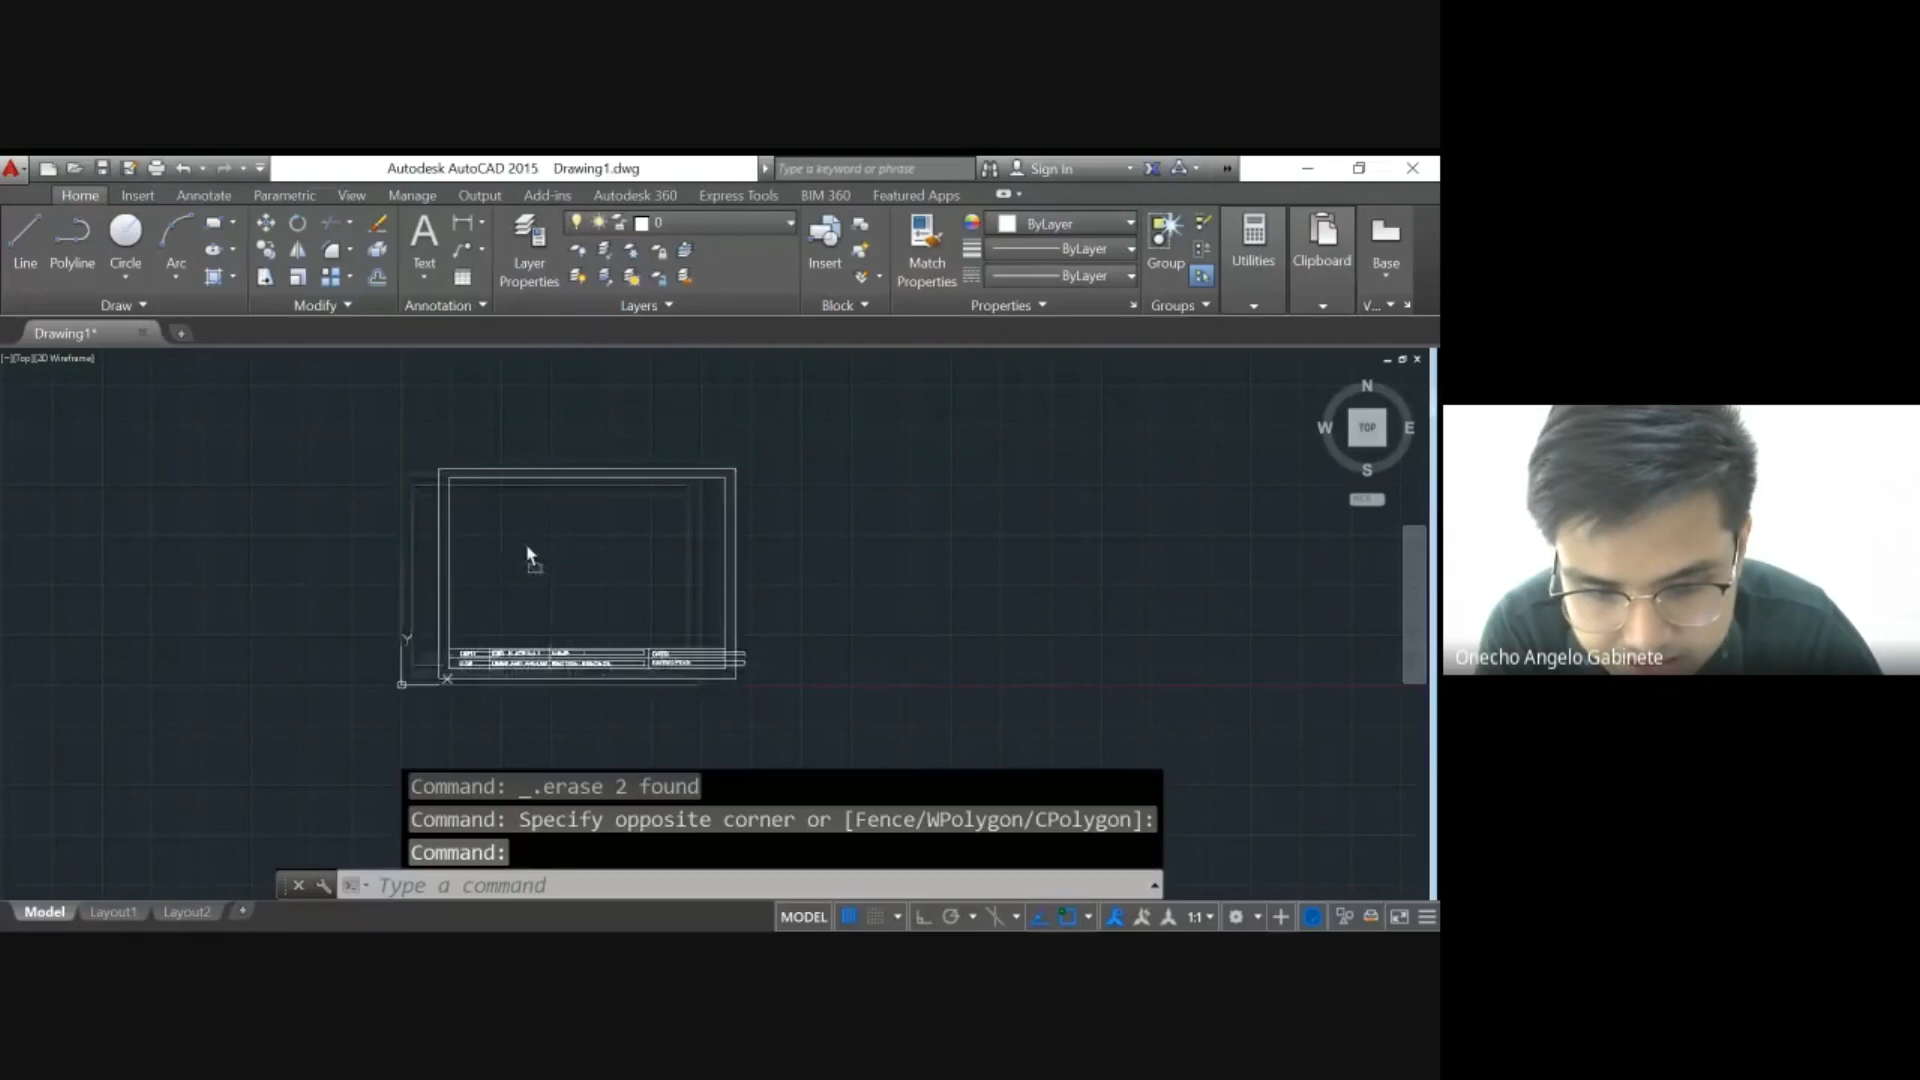 Autodesk AutoCAD 2015 Drawing1.dwg
Type a keyword or phrase
Sign In
Home Insert Annotate Parametric View Manage Output Add-ins Autodesk 360 Express Tools BIM 360 Featured Apps
Line Polyline Circle Arc
Draw
Modify
Text
Annotation
Layer Properties
0
Layers
Insert
Block
Match Properties
ByLayer
ByLayer
ByLayer
Properties
Group
Groups
Utilities
Clipboard
Base
V...
Drawing1*
[−][Top][2D Wireframe]
N
W TOP E
S
Y
X
Command: _.erase 2 found
Command: Specify opposite corner or [Fence/WPolygon/CPolygon]:
Command:
Type a command
Model Layout1 Layout2
MODEL 1:1
Onecho Angelo Gabinete